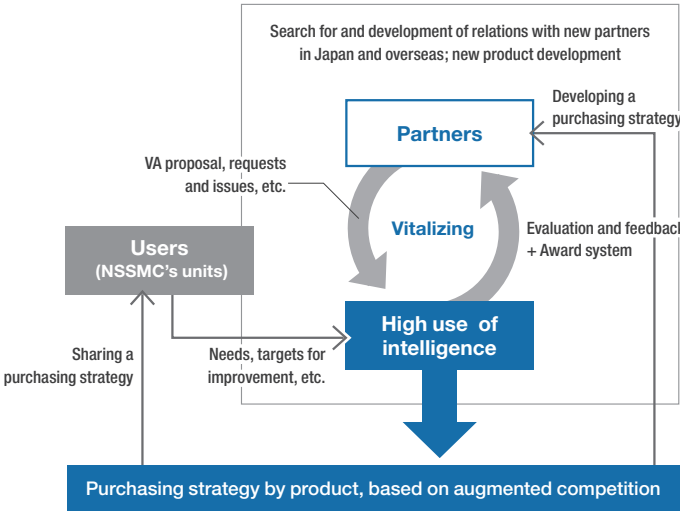 Search for and development of relations with new partners
in Japan and overseas; new product development
Developing a
purchasing strategy
Partners
VA proposal, requests
and issues, etc.
Vitalizing
Evaluation and feedback
+ Award system
Users
(NSSMC's units)
High use of
intelligence
Sharing a
purchasing strategy
Needs, targets for
improvement, etc.
Purchasing strategy by product, based on augmented competition